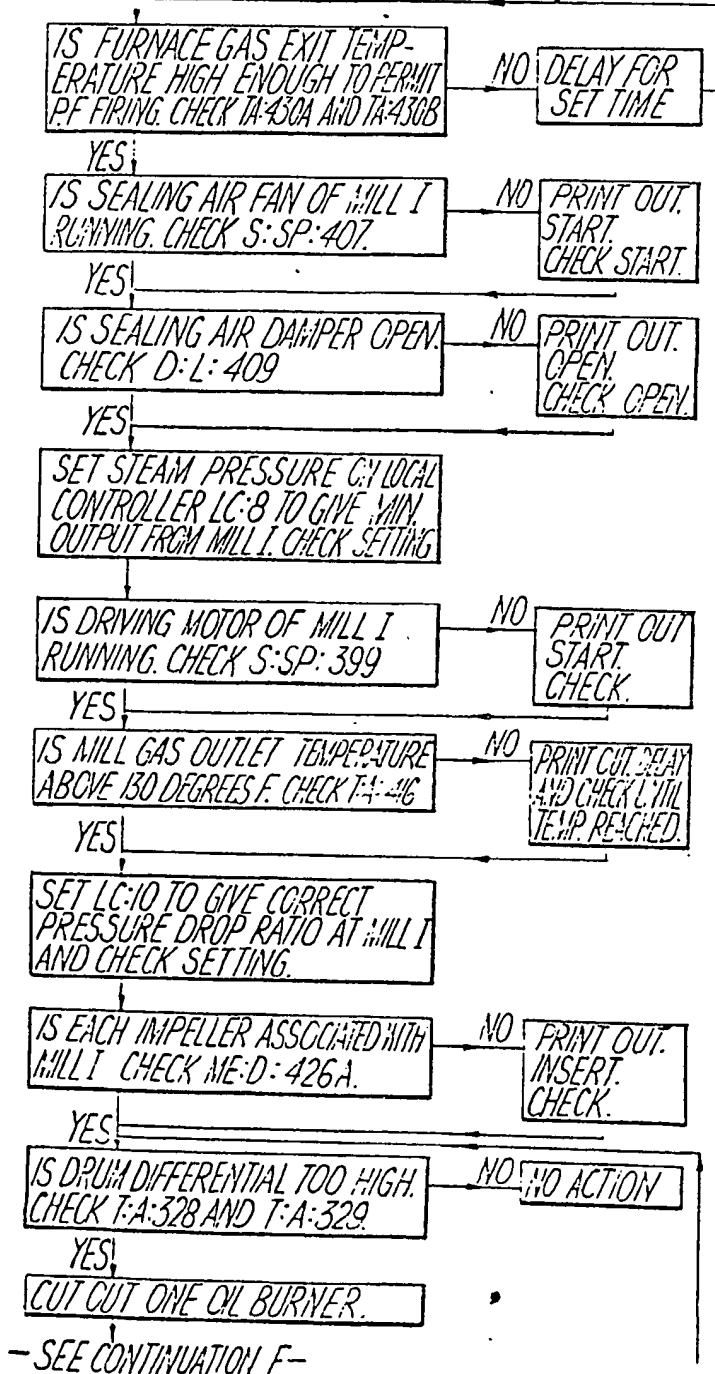 IS FURNACE GAS EXIT TEMP-
ERATURE HIGH ENOUGH TO PERMIT
P.F FIRING. CHECK TA:430A AND TA:430B
NO
DELAY FOR
SET TIME
YES
IS SEALING AIR FAN OF MILL I
RUNNING. CHECK S:SP:407.
NO
PRINT OUT.
START.
CHECK START.
YES
IS SEALING AIR DAMPER OPEN.
CHECK D:L:409
NO
PRINT OUT.
OPEN.
CHECK OPEN.
YES
SET STEAM PRESSURE ON LOCAL
CONTROLLER LC:8 TO GIVE MIN.
OUTPUT FROM MILL I. CHECK SETTING
IS DRIVING MOTOR OF MILL I
RUNNING. CHECK S:SP:399
NO
PRINT OUT
START.
CHECK.
YES
IS MILL GAS OUTLET TEMPERATURE
ABOVE 130 DEGREES F. CHECK T:A:416
NO
PRINT OUT. DELAY
AND CHECK UNTIL
TEMP. REACHED.
YES
SET LC:10 TO GIVE CORRECT
PRESSURE DROP RATIO AT MILL I
AND CHECK SETTING.
IS EACH IMPELLER ASSOCIATED WITH
MILL I CHECK ME:D:426A.
NO
PRINT OUT.
INSERT.
CHECK.
YES
IS DRUM DIFFERENTIAL TOO HIGH.
CHECK T:A:328 AND T:A:329.
NO
NO ACTION
YES
CUT OUT ONE OIL BURNER.
-SEE CONTINUATION F-